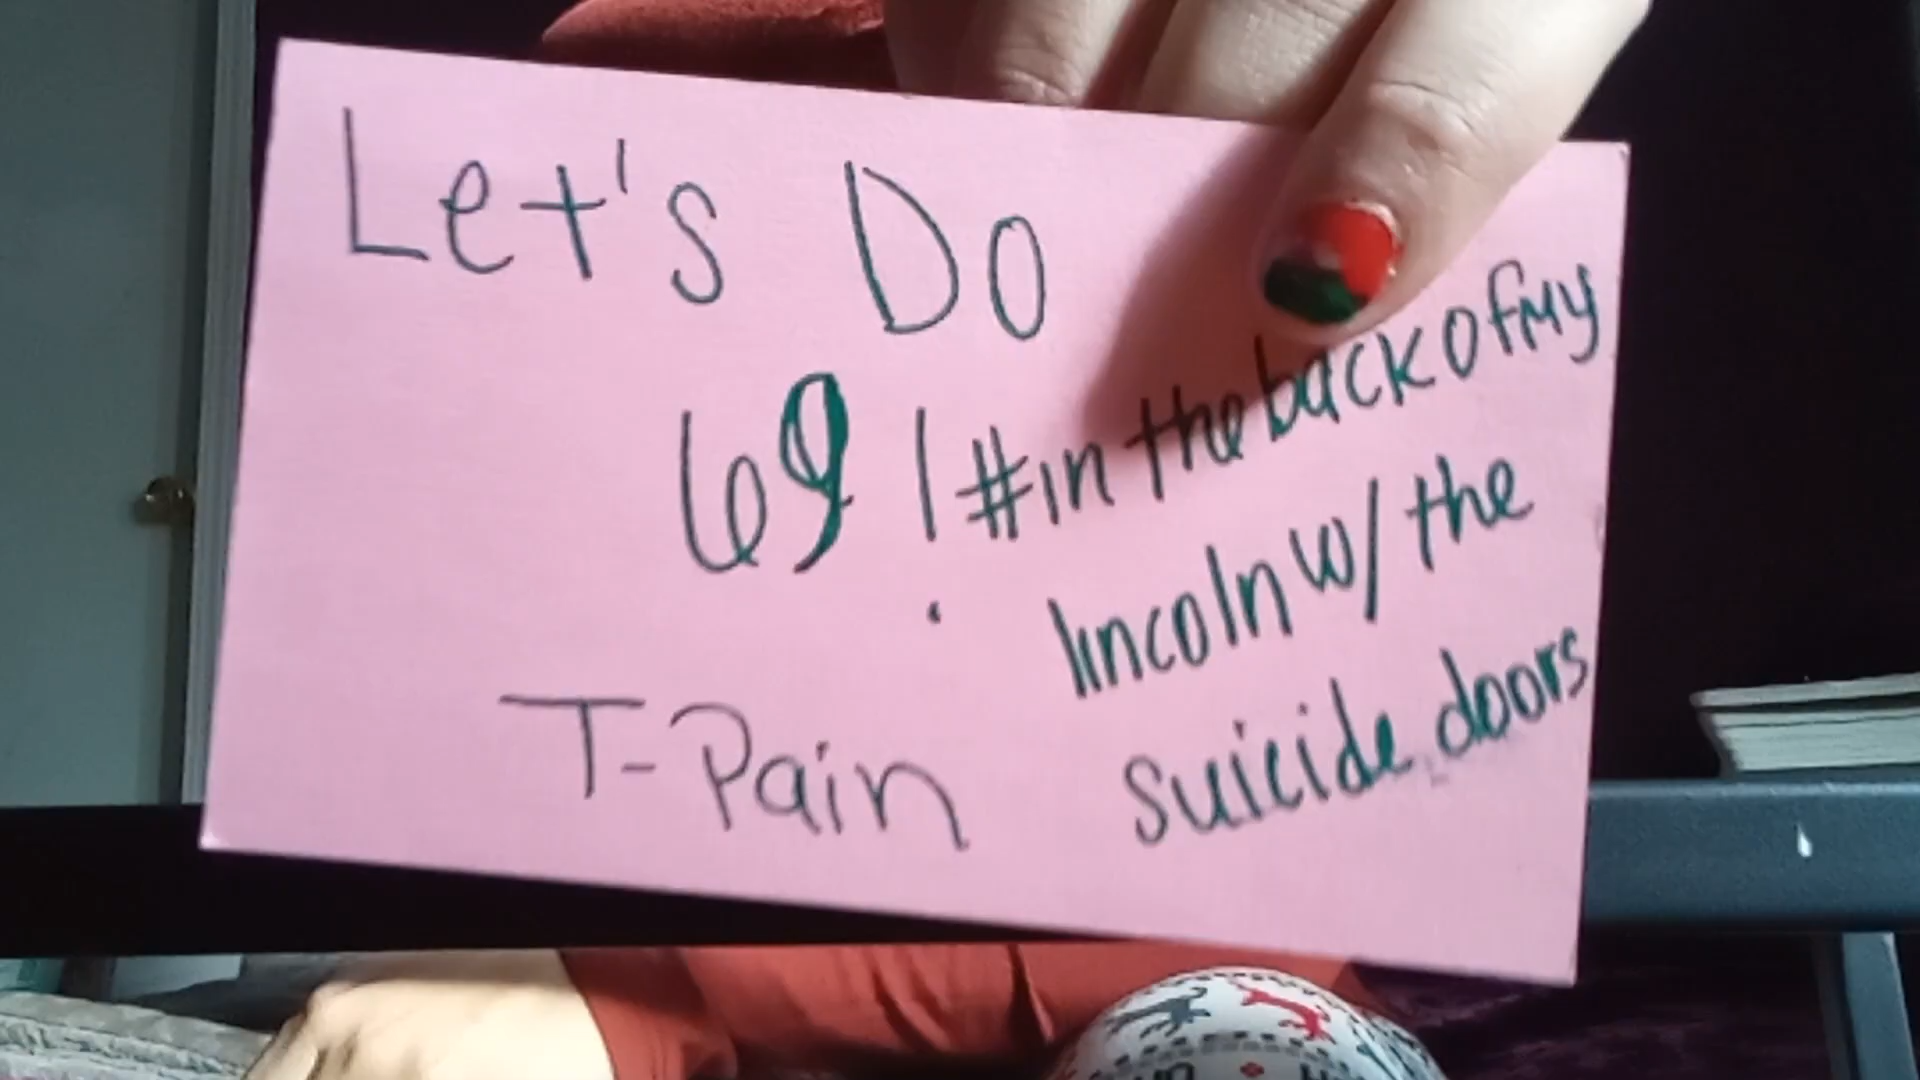 Let's Do
69! #in the back of my
lincoln w/ the
suicide doors
T-Pain